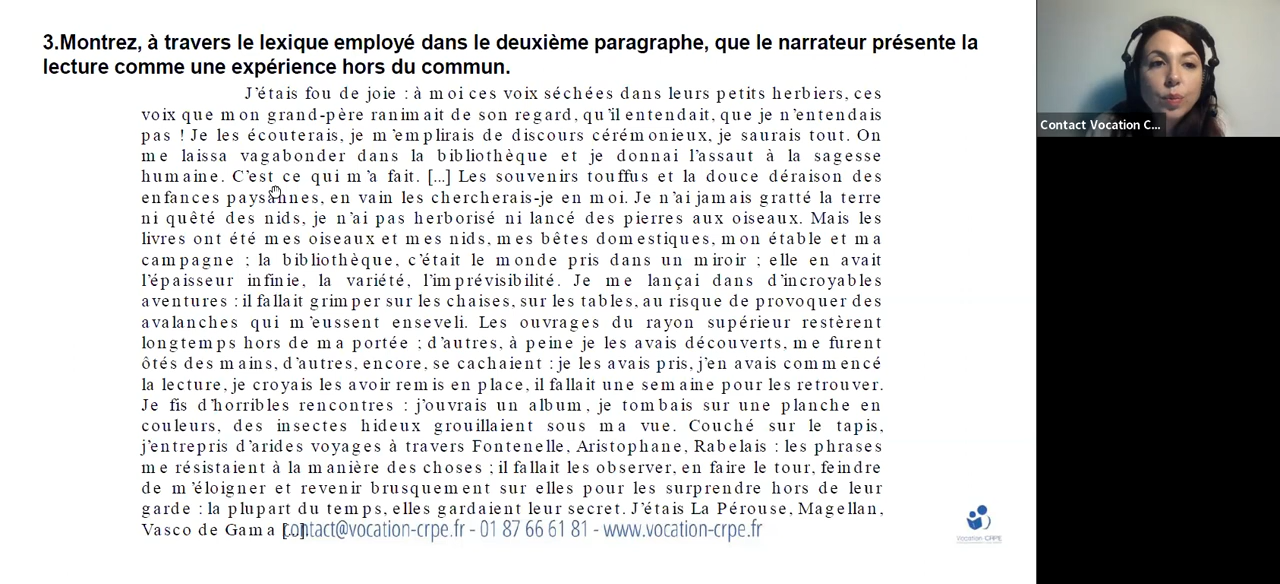 3.Montrez, à travers le lexique employé dans le deuxième paragraphe, que le narrateur présente la
lecture comme une expérience hors du commun.
J'étais fou de joie : à moi ces voix séchées dans leurs petits herbiers, ces
voix que mon grand-père ranimait de son regard, qu'il entendait, que je n'entendais
pas ! Je les écouterais, je m'emplirais de discours cérémonieux, je saurais tout. On
me laissa vagabonder dans la bibliothèque et je donnai l'assaut à la sagesse
humaine. C'est ce qui m'a fait. [...] Les souvenirs touffus et la douce déraison des
enfances paysannes, en vain les chercherais-je en moi. Je n'ai jamais gratté la terre
ni quêté des nids, je n'ai pas herborisé ni lancé des pierres aux oiseaux. Mais les
livres ont été mes oiseaux et mes nids, mes bêtes domestiques, mon étable et ma
campagne ; la bibliothèque, c'était le monde pris dans un miroir ; elle en avait
l'épaisseur infinie, la variété, l'imprévisibilité. Je me lançai dans d'incroyables
aventures : il fallait grimper sur les chaises, sur les tables, au risque de provoquer des
avalanches qui m'eussent enseveli. Les ouvrages du rayon supérieur restèrent
longtemps hors de ma portée ; d'autres, à peine je les avais découverts, me furent
ôtés des mains, d'autres, encore, se cachaient : je les avais pris, j'en avais commencé
la lecture, je croyais les avoir remis en place, il fallait une semaine pour les retrouver.
Je fis d'horribles rencontres : j'ouvrais un album, je tombais sur une planche en
couleurs, des insectes hideux grouillaient sous ma vue. Couché sur le tapis,
j'entrepris d'arides voyages à travers Fontenelle, Aristophane, Rabelais : les phrases
me résistaient à la manière des choses ; il fallait les observer, en faire le tour, feindre
de m'éloigner et revenir brusquement sur elles pour les surprendre hors de leur
garde : la plupart du temps, elles gardaient leur secret. J'étais La Pérouse, Magellan,
Vasco de Gama [...].
contact@vocation-crpe.fr - 01 87 66 61 81 - www.vocation-crpe.fr
Vocation CRPE
Contact Vocation C...